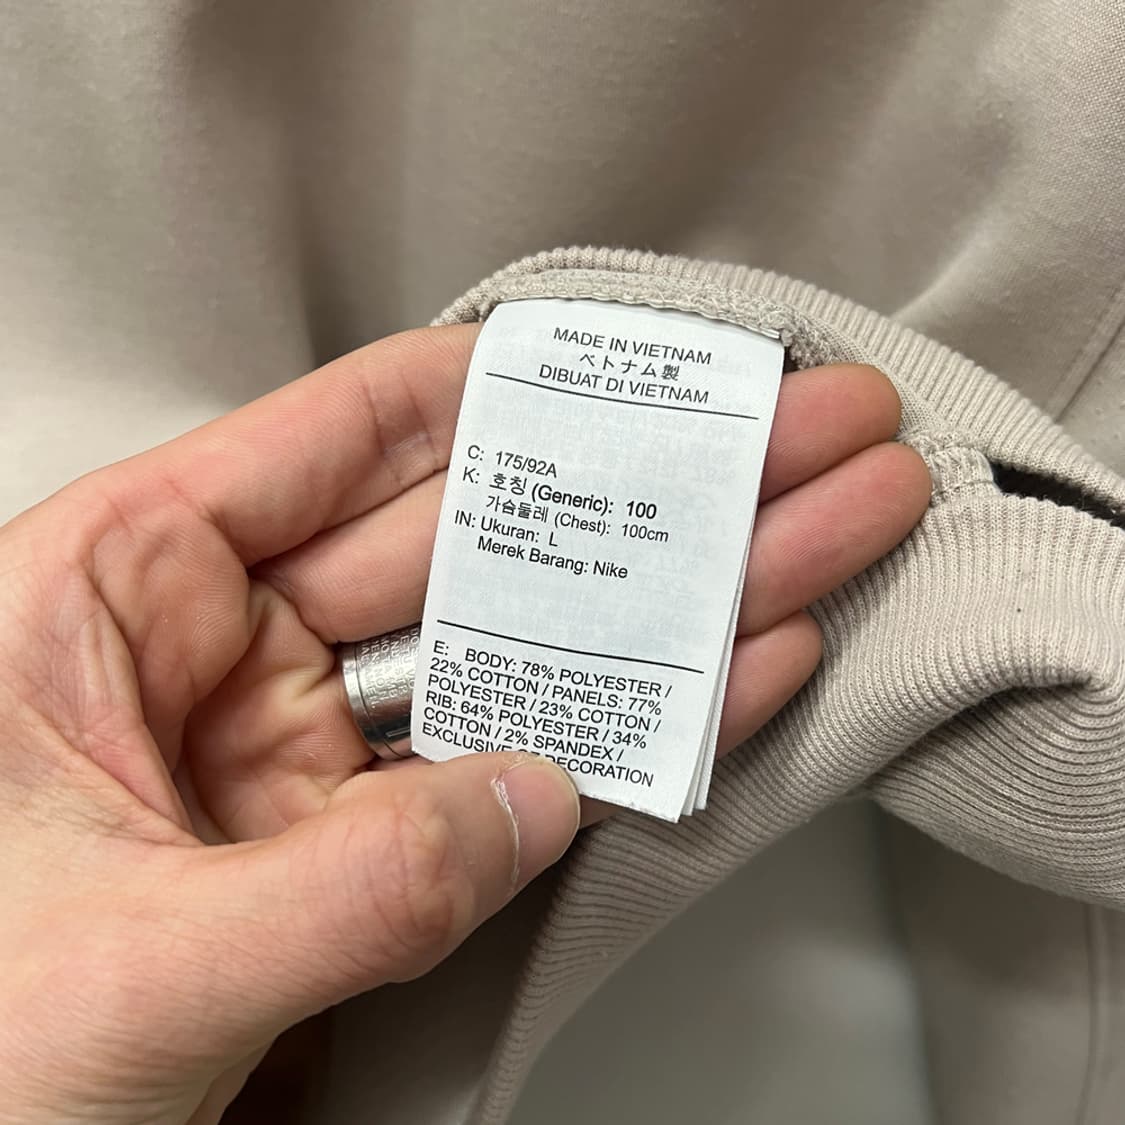 MADE IN VIETNAM
ベトナム製
DIBUAT DI VIETNAM
C: 175/92A
K: 호칭 (Generic): 100
가슴둘레 (Chest): 100cm
IN: Ukuran: L
Merek Barang: Nike
E: BODY: 78% POLYESTER /
22% COTTON / PANELS: 77%
POLYESTER / 23% COTTON /
RIB: 64% POLYESTER / 34%
COTTON / 2% SPANDEX /
EXCLUSIVE OF DECORATION